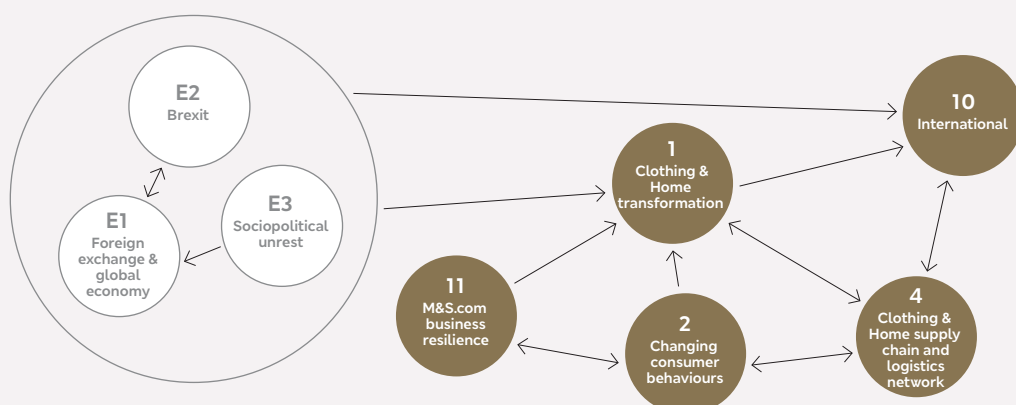 E2
Brexit
E3
Sociopolitical
unrest
E1
Foreign
exchange &
global
economy
10
International
1
Clothing &
Home
transformation
11
M&S.com
business
resilience
2
Changing
consumer
behaviours
4
Clothing &
Home supply
chain and
logistics
network